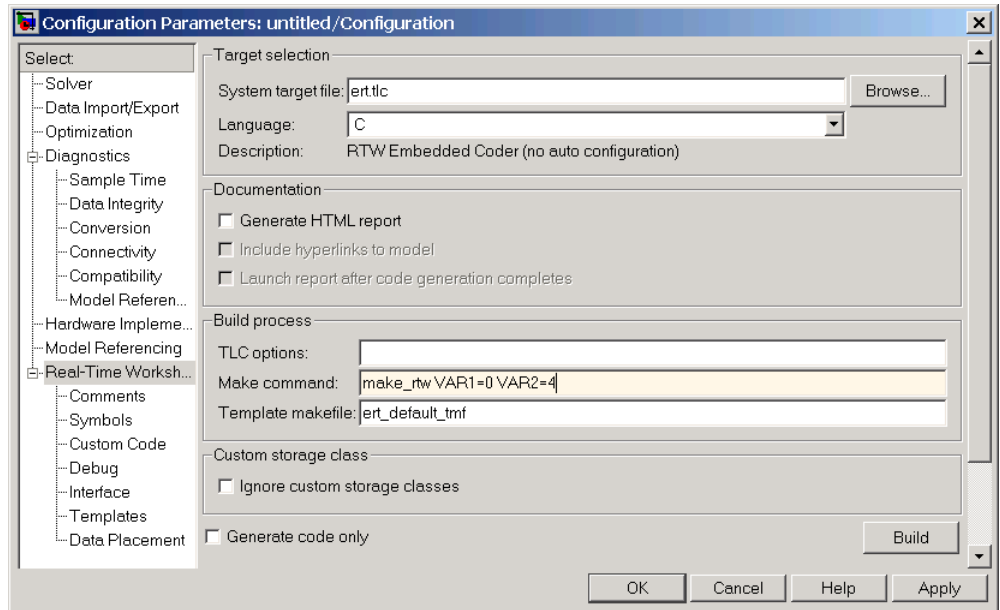 Configuration Parameters: untitled/Configuration
Select:
Solver
Data Import/Export
Optimization
Diagnostics
Sample Time
Data Integrity
Conversion
Connectivity
Compatibility
Model Referen...
Hardware Impleme...
Model Referencing
Real-Time Worksh...
Comments
Symbols
Custom Code
Debug
Interface
Templates
Data Placement
Target selection
System target file: ert.tlc Browse...
Language: C
Description: RTW Embedded Coder (no auto configuration)
Documentation
Generate HTML report
Include hyperlinks to model
Launch report after code generation completes
Build process
TLC options:
Make command: make_rtw VAR1=0 VAR2=4
Template makefile: ert_default_tmf
Custom storage class
Ignore custom storage classes
Generate code only Build
OK Cancel Help Apply